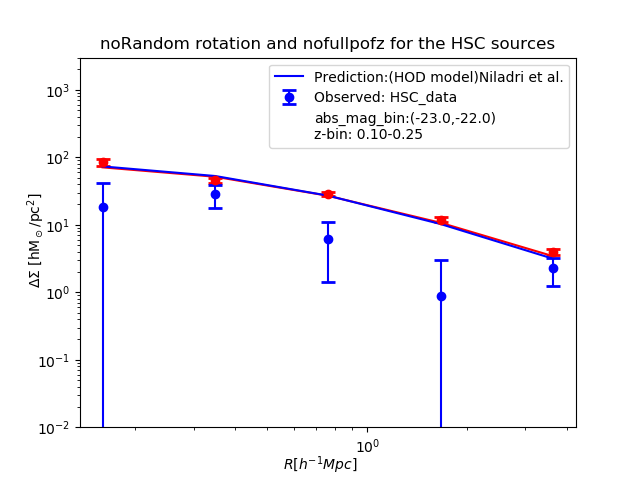 noRandom rotation and nofullpofz for the HSC sources
Prediction:(HOD model)Niladri et al.
Observed: HSC_data
abs_mag_bin:(-23.0,-22.0)
z-bin: 0.10-0.25
ΔΣ [hM⊙/pc²]
10³
10²
10¹
10⁰
10⁻¹
10⁻²
10⁰
R[h⁻¹Mpc]